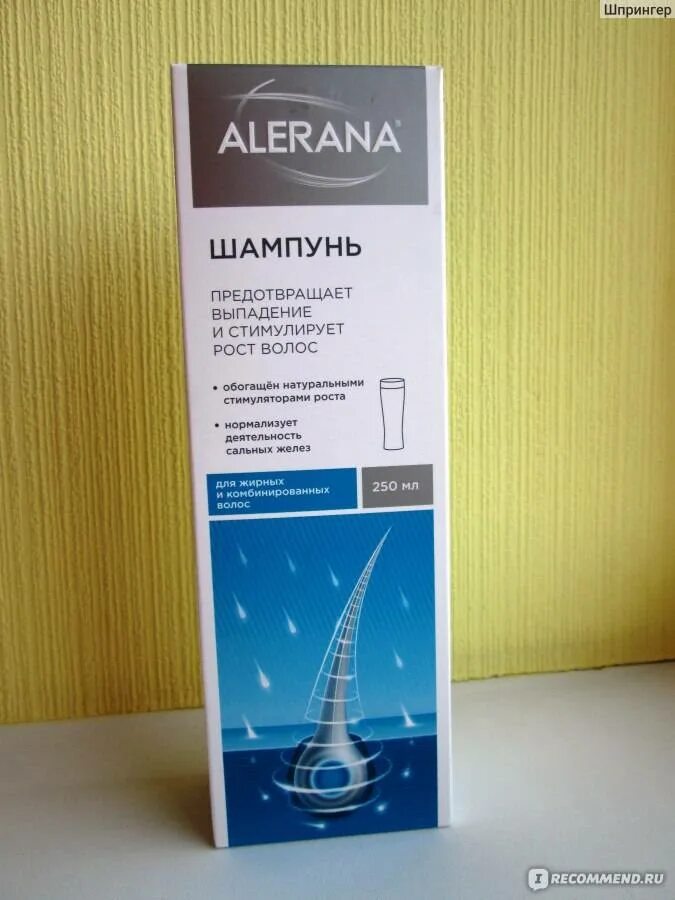 Шпрингер
ALERANA®
ШАМПУНЬ
ПРЕДОТВРАЩАЕТ
ВЫПАДЕНИЕ
И СТИМУЛИРУЕТ
РОСТ ВОЛОС
• обогащён натуральными
стимуляторами роста
• нормализует
деятельность
сальных желез
для жирных
и комбинированных
волос
250 мл
IRECOMMEND.RU